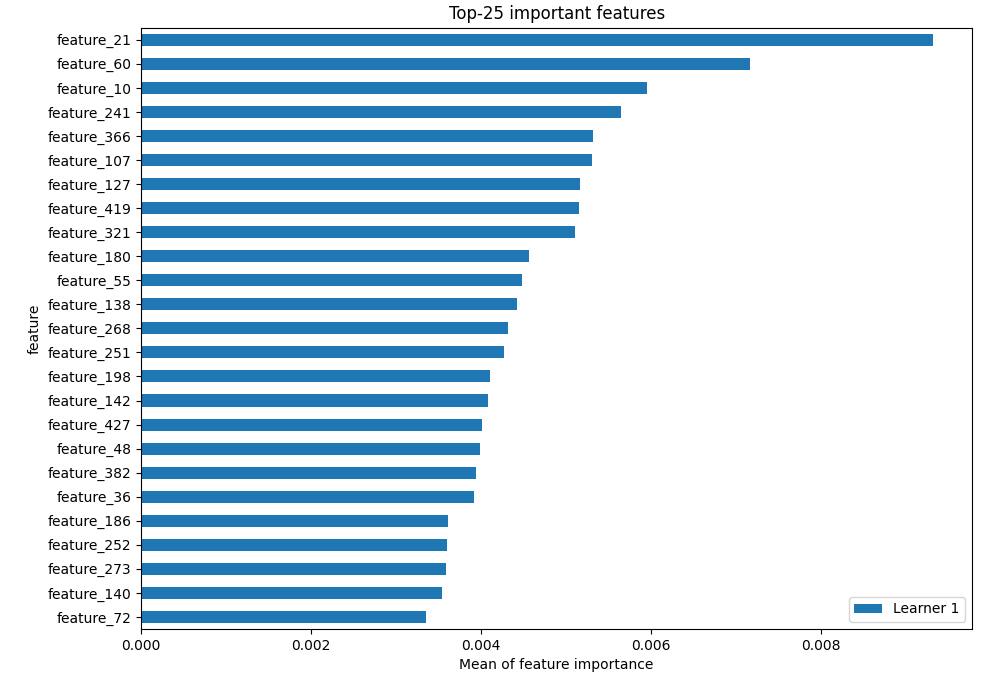 Top-25 important features
feature_21
feature_60
feature_10
feature_241
feature_366
feature_107
feature_127
feature_419
feature_321
feature_180
feature_55
feature_138
feature_268
feature_251
feature_198
feature_142
feature_427
feature_48
feature_382
feature_36
feature_186
feature_252
feature_273
feature_140
feature_72
feature
Learner 1
0.000 0.002 0.004 0.006 0.008
Mean of feature importance